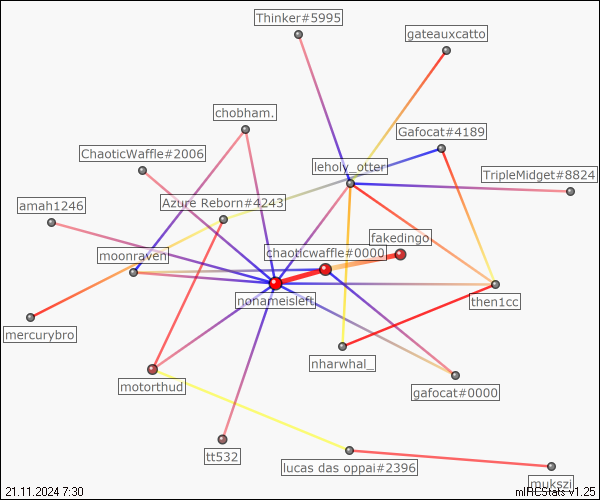 Thinker#5995
gateauxcatto
chobham.
Gafocat#4189
ChaoticWaffle#2006
leholy_otter
TripleMidget#8824
amah1246
Azure Reborn#4243
fakedingo
moonraven
chaoticwaffle#0000
nonameisleft
then1cc
mercurybro
nharwhal_
motorthud
gafocat#0000
tt532
lucas das oppai#2396
mukszi
21.11.2024 7:30
mIRCStats v1.25